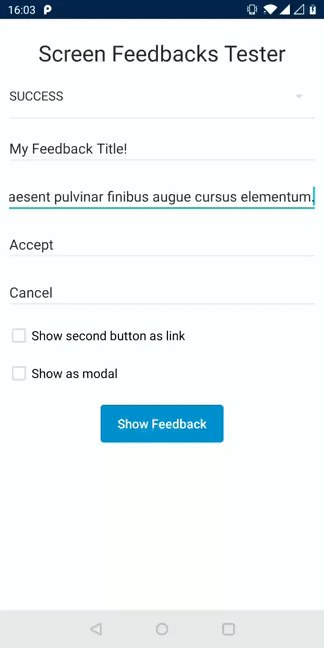 16:03
Screen Feedbacks Tester
SUCCESS
My Feedback Title!
aesent pulvinar finibus augue cursus elementum.
Accept
Cancel
Show second button as link
Show as modal
Show Feedback